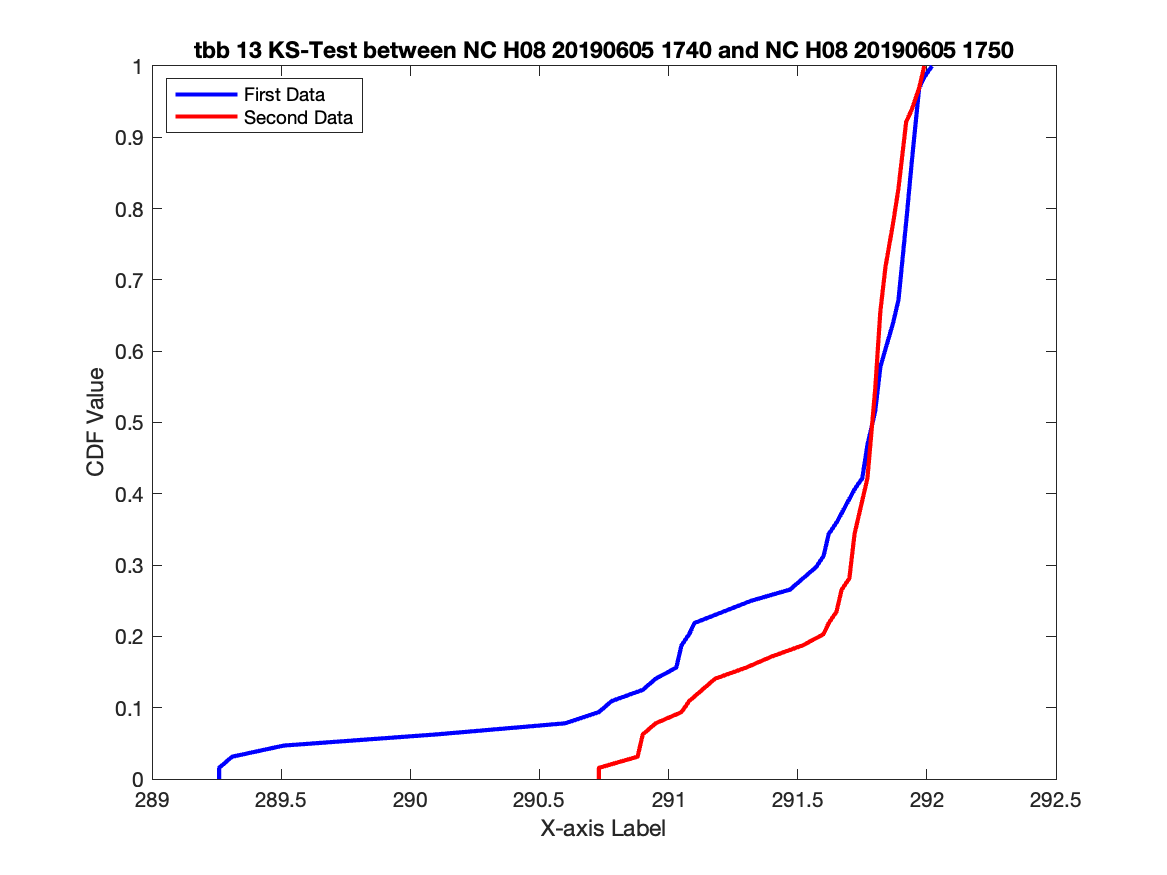 tbb 13 KS-Test between NC H08 20190605 1740 and NC H08 20190605 1750
First Data
Second Data
1
0.9
0.8
0.7
0.6
0.5
0.4
0.3
0.2
0.1
0
CDF Value
289 289.5 290 290.5 291 291.5 292 292.5
X-axis Label